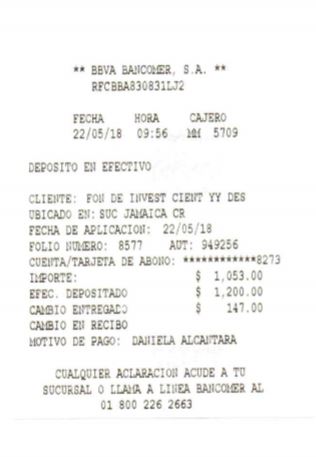 ** BBVA BANCOMER, S.A. **
RFCBBA830831LJ2
FECHA HORA CAJERO
22/05/18 09:56 MM 5709
DEPOSITO EN EFECTIVO
CLIENTE: FON DE INVEST CIENT YY DES
UBICADO EN: SUC JAMAICA CR
FECHA DE APLICACION: 22/05/18
FOLIO NUMERO: 8577 AUT: 949256
CUENTA/TARJETA DE ABONO: ************8273
IMPORTE: $ 1,053.00
EFEC. DEPOSITADO $ 1,200.00
CAMBIO ENTREGADO $ 147.00
CAMBIO EN RECIBO
MOTIVO DE PAGO: DANIELA ALCANTARA
CUALQUIER ACLARACION ACUDE A TU
SUCURSAL O LLAMA A LINEA BANCOMER AL
01 800 226 2663